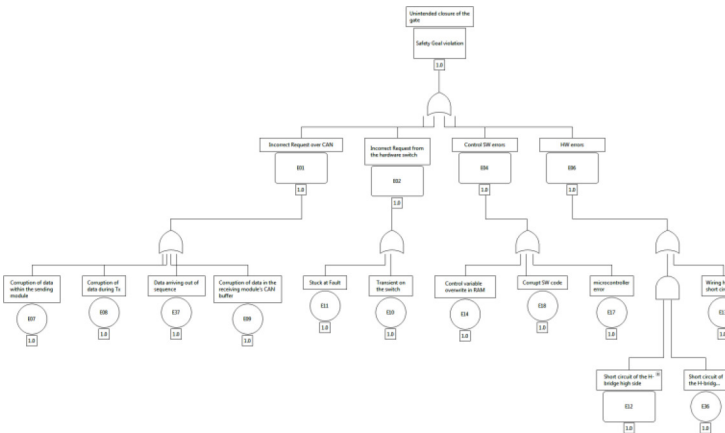 Unintended closure of the
gate
Safety Goal violation
1.0
Incorrect Request over CAN
E01
1.0
Incorrect Request from
the hardware switch
E02
1.0
Control SW errors
E04
1.0
HW errors
E06
1.0
Corruption of data
within the sending
module
E07
1.0
Corruption of
data during Tx
E08
1.0
Data arriving out of
sequence
E37
1.0
Corruption of data in the
receiving module's CAN
buffer
E09
1.0
Stuck at Fault
E11
1.0
Transient on
the switch
E10
1.0
Control variable
overwrite in RAM
E14
1.0
Corrupt SW code
E18
1.0
microcontroller
error
E17
1.0
Wiring
short
Short circuit of the H-
bridge high side
E12
1.0
Short circuit of
the H-bridg...
E36
1.0